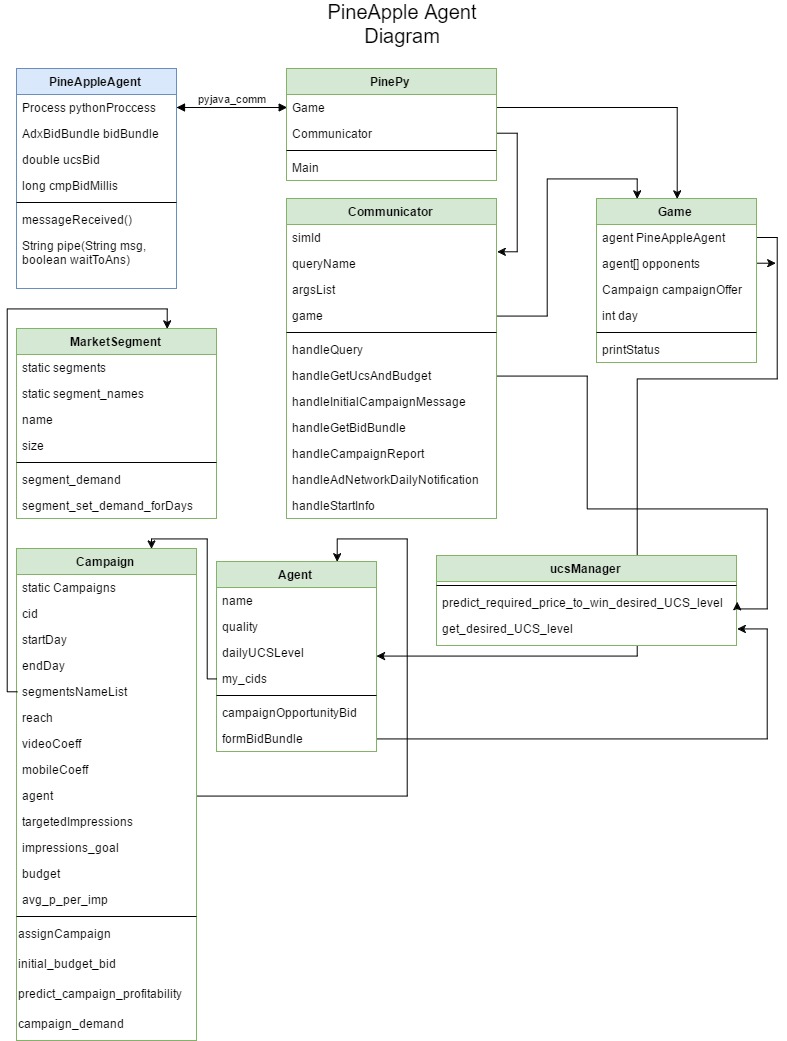 PineApple Agent
Diagram
PineAppleAgent
Process pythonProccess
AdxBidBundle bidBundle
double ucsBid
long cmpBidMillis
messageReceived()
String pipe(String msg,
boolean waitToAns)
pyjava_comm
PinePy
Game
Communicator
Main
Communicator
simId
queryName
argsList
game
handleQuery
handleGetUcsAndBudget
handleInitialCampaignMessage
handleGetBidBundle
handleCampaignReport
handleAdNetworkDailyNotification
handleStartInfo
Game
agent PineAppleAgent
agent[] opponents
Campaign campaignOffer
int day
printStatus
MarketSegment
static segments
static segment_names
name
size
segment_demand
segment_set_demand_forDays
Campaign
static Campaigns
cid
startDay
endDay
segmentsNameList
reach
videoCoeff
mobileCoeff
agent
targetedImpressions
impressions_goal
budget
avg_p_per_imp
assignCampaign
initial_budget_bid
predict_campaign_profitability
campaign_demand
Agent
name
quality
dailyUCSLevel
my_cids
campaignOpportunityBid
formBidBundle
ucsManager
predict_required_price_to_win_desired_UCS_level
get_desired_UCS_level